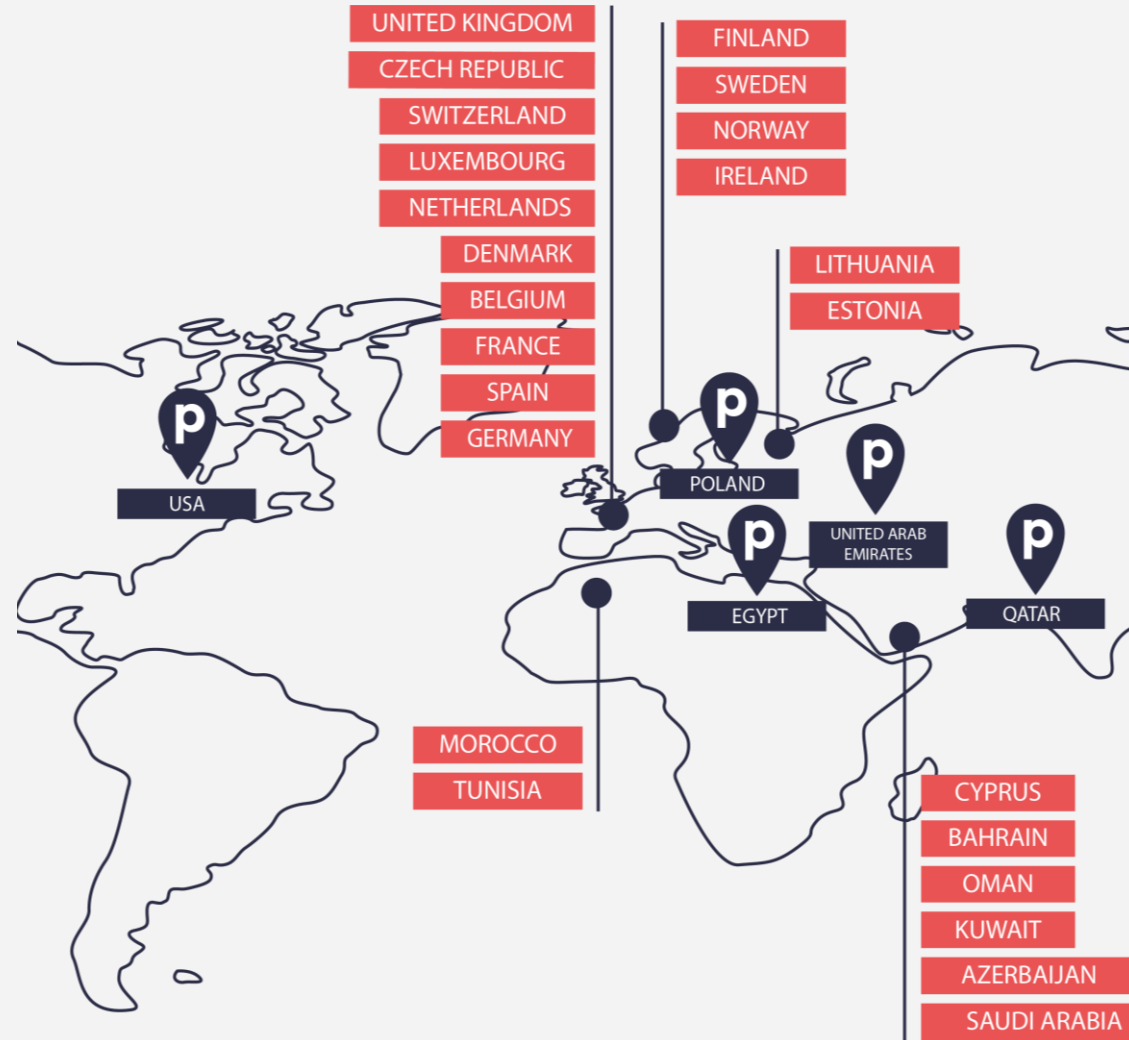 UNITED KINGDOM
CZECH REPUBLIC
SWITZERLAND
LUXEMBOURG
NETHERLANDS
DENMARK
BELGIUM
FRANCE
SPAIN
GERMANY
FINLAND
SWEDEN
NORWAY
IRELAND
LITHUANIA
ESTONIA
p
USA
p
POLAND
p
UNITED ARAB
EMIRATES
p
EGYPT
p
QATAR
MOROCCO
TUNISIA
CYPRUS
BAHRAIN
OMAN
KUWAIT
AZERBAIJAN
SAUDI ARABIA